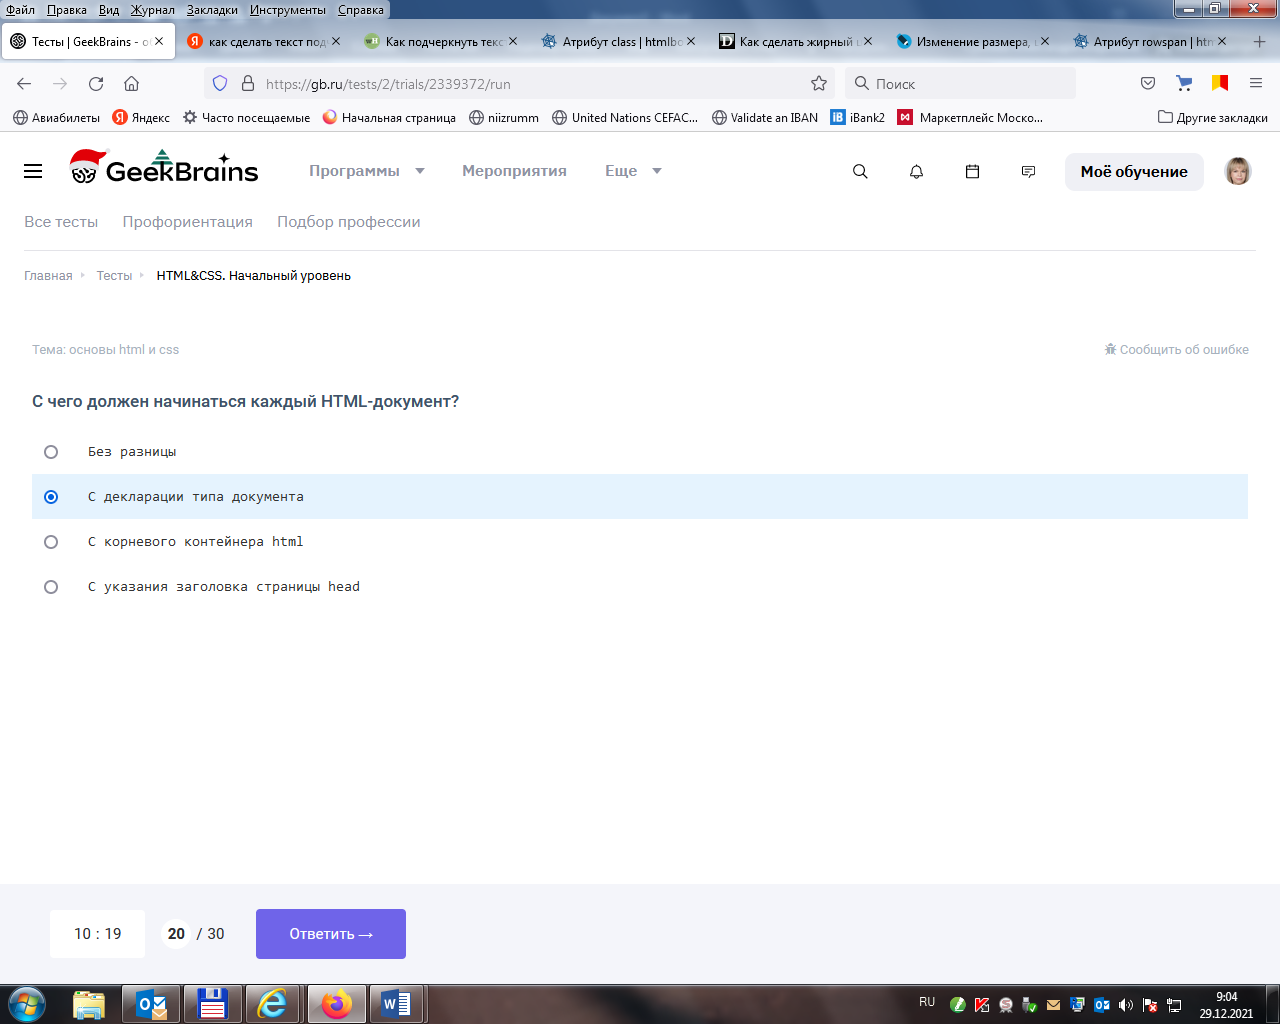 Файл Правка Вид Журнал Закладки Инструменты Справка
Тесты | GeekBrains - о
как сделать текст под
Как подчеркнуть текс
Атрибут class | htmlbo
Как сделать жирный
Изменение размера,
Атрибут rowspan | htm
https://gb.ru/tests/2/trials/2339372/run
Поиск
Авиабилеты Яндекс Часто посещаемые Начальная страница niizrumm United Nations CEFAC... Validate an IBAN iBank2 Маркетплейс Моско... Другие закладки
GeekBrains Программы Мероприятия Еще Моё обучение
Все тесты Профориентация Подбор профессии
Главная Тесты HTML&CSS. Начальный уровень
Тема: основы html и css Сообщить об ошибке
С чего должен начинаться каждый HTML-документ?
Без разницы
С декларации типа документа
С корневого контейнера html
С указания заголовка страницы head
10 : 19 20 / 30 Ответить →
RU 9:04
29.12.2021